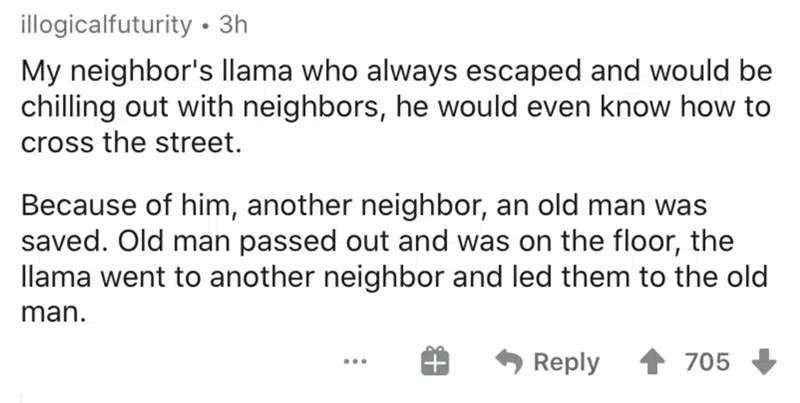 illogicalfuturity • 3h
My neighbor's llama who always escaped and would be
chilling out with neighbors, he would even know how to
cross the street.
Because of him, another neighbor, an old man was
saved. Old man passed out and was on the floor, the
llama went to another neighbor and led them to the old
man.
... Reply 705